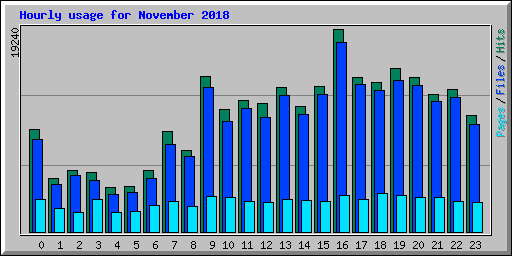 Hourly usage for November 2018
19240
Pages/Files/Hits
0 1 2 3 4 5 6 7 8 9 10 11 12 13 14 15 16 17 18 19 20 21 22 23